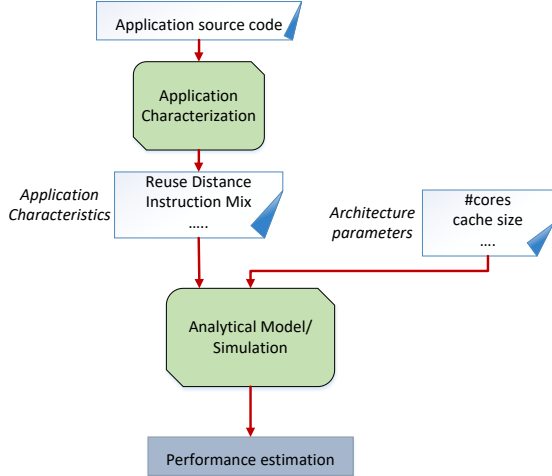 Application source code
Application
Characterization
Application
Characteristics
Reuse Distance
Instruction Mix
.....
Architecture
parameters
#cores
cache size
....
Analytical Model/
Simulation
Performance estimation